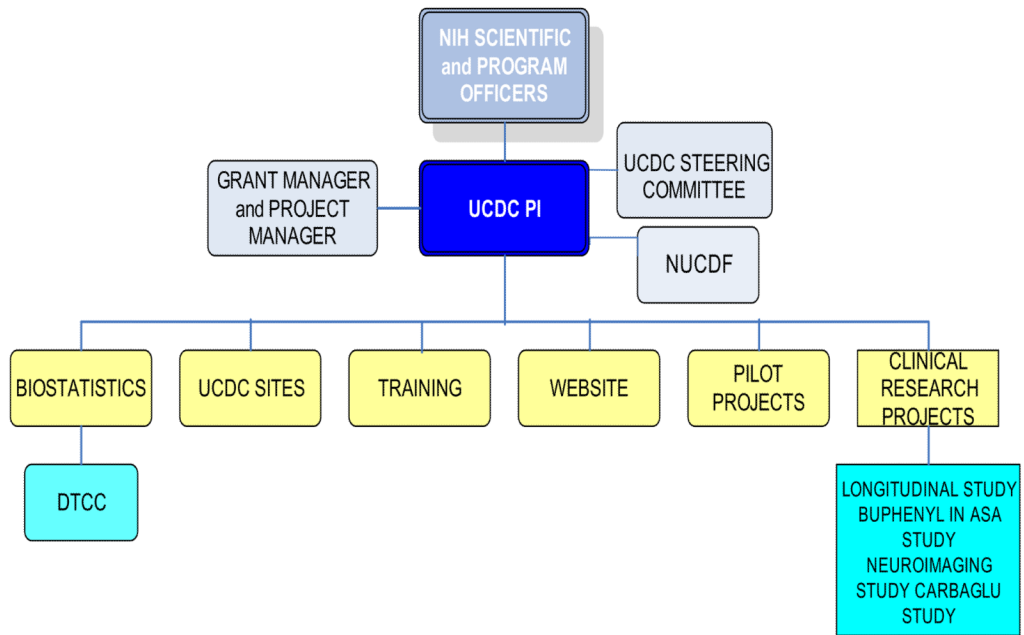 NIH SCIENTIFIC
and PROGRAM
OFFICERS
UCDC STEERING
COMMITTEE
GRANT MANAGER
and PROJECT
MANAGER
UCDC PI
NUCDF
BIOSTATISTICS
UCDC SITES
TRAINING
WEBSITE
PILOT
PROJECTS
CLINICAL
RESEARCH
PROJECTS
DTCC
LONGITUDINAL STUDY
BUPHENYL IN ASA
STUDY
NEUROIMAGING
STUDY CARBAGLU
STUDY